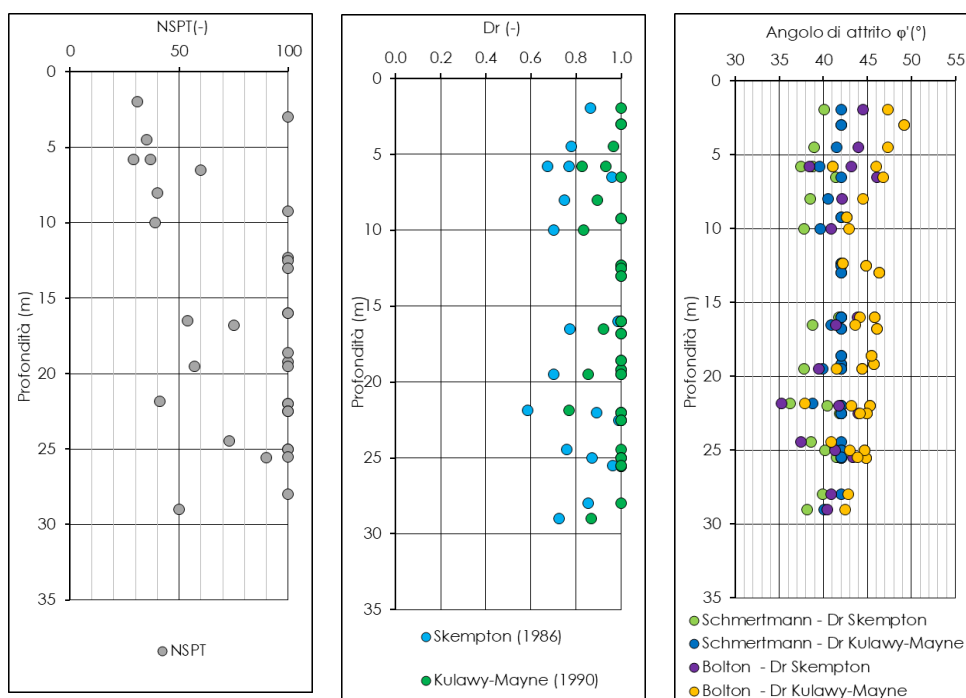 NSPT(-)
0 50 100
0
5
10
15
20
25
30
35
Profondità (m)
NSPT
Dr (-)
0.0 0.2 0.4 0.6 0.8 1.0
0
5
10
15
20
25
30
35
Profondità (m)
Skempton (1986)
Kulawy-Mayne (1990)
Angolo di attrito φ'(°)
30 35 40 45 50 55
0
5
10
15
20
25
30
35
Profondità (m)
Schmertmann - Dr Skempton
Schmertmann - Dr Kulawy-Mayne
Bolton - Dr Skempton
Bolton - Dr Kulawy-Mayne